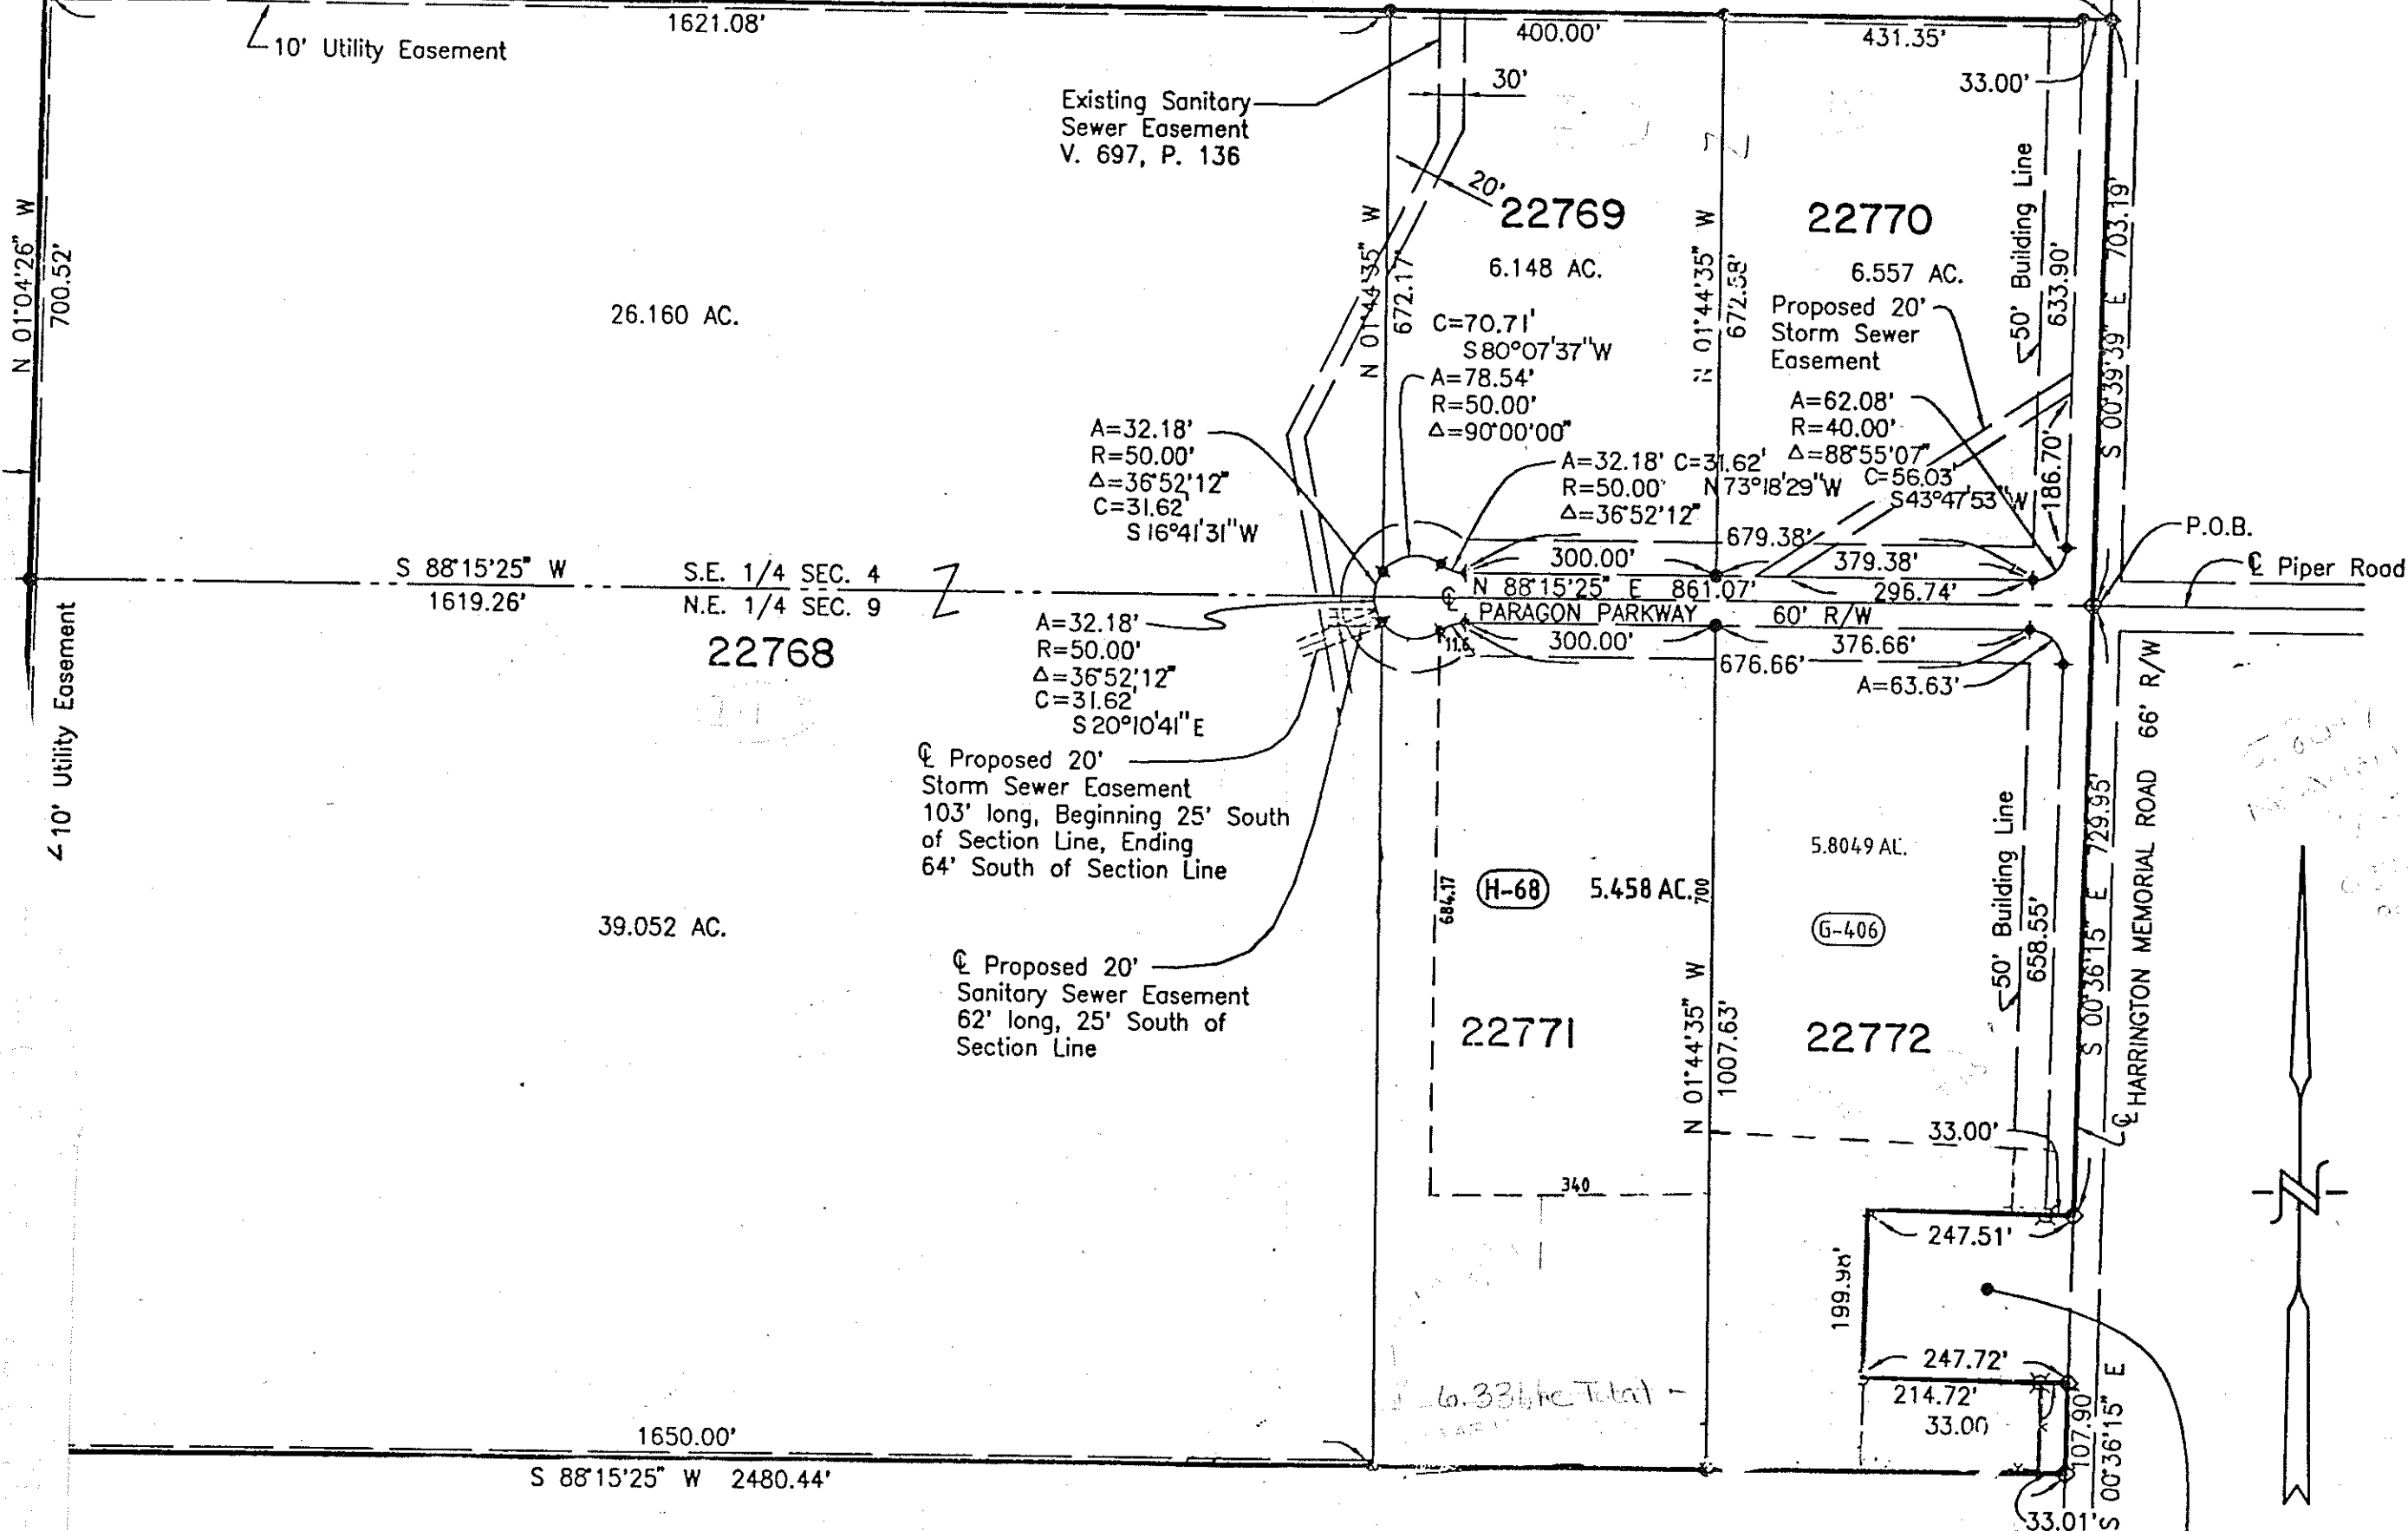 1621.08'
10' Utility Easement
400.00'
431.35'
33.00'
30'
Existing Sanitary
Sewer Easement
V. 697, P. 136
20'
22769
6.148 AC.
22770
6.557 AC.
50' Building Line
633.90'
S 00°39'39" E 703.19'
N 01°04'26" W
700.52'
26.160 AC.
N 01°44'35" W
672.17'
N 01°44'35" W
672.58'
Proposed 20'
Storm Sewer
Easement
C=70.71'
S 80°07'37" W
A=78.54'
R=50.00'
Δ=90°00'00"
A=62.08'
R=40.00'
Δ=88°55'07"
C=56.03'
S 43°47'53" W
186.70'
A=32.18'
R=50.00'
Δ=36°52'12"
C=31.62'
S 16°41'31" W
A=32.18' C=31.62'
R=50.00' N 73°18'29" W
Δ=36°52'12"
679.38'
300.00'
379.38'
P.O.B.
℄ Piper Road
S 88°15'25" W
1619.26'
S.E. 1/4 SEC. 4
N.E. 1/4 SEC. 9
22768
℄ N 88°15'25" E 861.07'
296.74'
PARAGON PARKWAY 60' R/W
11.6
300.00'
376.66'
676.66'
A=63.63'
A=32.18'
R=50.00'
Δ=36°52'12"
C=31.62'
S 20°10'41" E
10' Utility Easement
℄ Proposed 20'
Storm Sewer Easement
103' long, Beginning 25' South
of Section Line, Ending
64' South of Section Line
39.052 AC.
℄ Proposed 20'
Sanitary Sewer Easement
62' long, 25' South of
Section Line
684.17
H-68
5.458 AC.
700
5.8049 AC.
G-406
50' Building Line
658.55'
S 00°36'15" E 729.95'
℄ HARRINGTON MEMORIAL ROAD 66' R/W
22771
N 01°44'35" W
1007.63'
22772
33.00'
340
247.51'
199.98'
N
247.72'
214.72'
33.00
107.90'
S 00°36'15" E
33.01'
Total
1650.00'
S 88°15'25" W 2480.44'